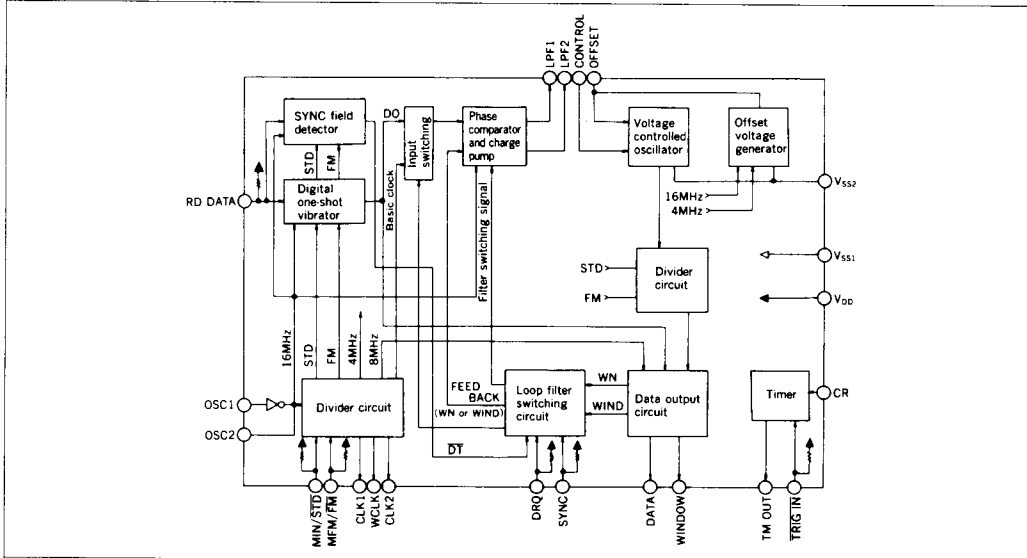 LPF1
LPF2
CONTROL
OFFSET
SYNC field
detector
DO
Input
switching
Phase
comparator
and charge
pump
Voltage
controlled
oscillator
Offset
voltage
generator
STD
FM
Basic clock
Filter switching signal
RD DATA
Digital
one-shot
vibrator
16MHz
4MHz
VSS2
VSS1
VDD
STD
FM
Divider
circuit
16MHz
STD
FM
4MHz
8MHz
OSC1
OSC2
Divider circuit
FEED
BACK
(WN or WIND)
Loop filter
switching
circuit
WN
WIND
Data output
circuit
Timer
CR
DT
MIN/STD
MFM/FM
CLK1
WCLK
CLK2
DRQ
SYNC
DATA
WINDOW
TM OUT
TRIG IN